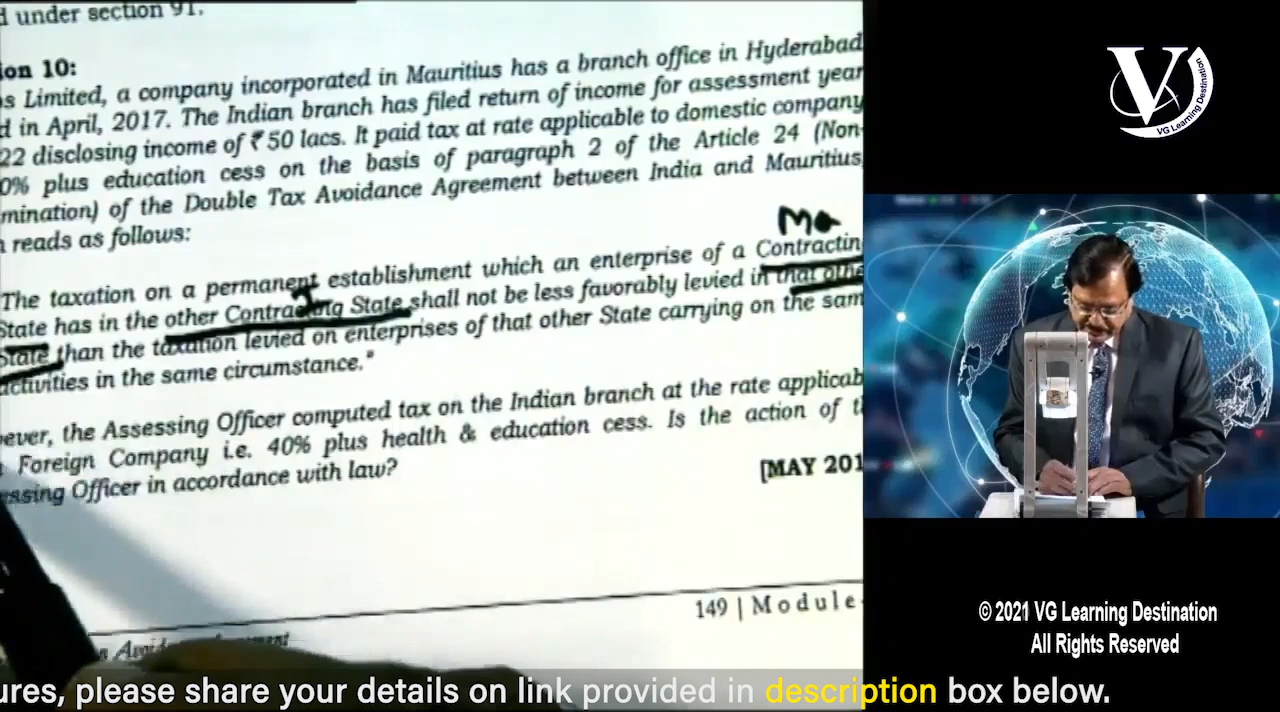 d under section 91.
ion 10:
s Limited, a company incorporated in Mauritius has a branch office in Hyderabad
d in April, 2017. The Indian branch has filed return of income for assessment year
22 disclosing income of ₹ 50 lacs. It paid tax at rate applicable to domestic company
0% plus education cess on the basis of paragraph 2 of the Article 24 (Non-
mination) of the Double Tax Avoidance Agreement between India and Mauritius,
h reads as follows:
Ma
The taxation on a permanent establishment which an enterprise of a Contractin
I
State has in the other Contracting State shall not be less favorably levied in that othe
State than the taxation levied on enterprises of that other State carrying on the sam
activities in the same circumstance."
ever, the Assessing Officer computed tax on the Indian branch at the rate applicab
Foreign Company i.e. 40% plus health & education cess. Is the action of t
essing Officer in accordance with law?
[MAY 201
149 | Module
V
VG Learning Destination
© 2021 VG Learning Destination
All Rights Reserved
ures, please share your details on link provided in description box below.